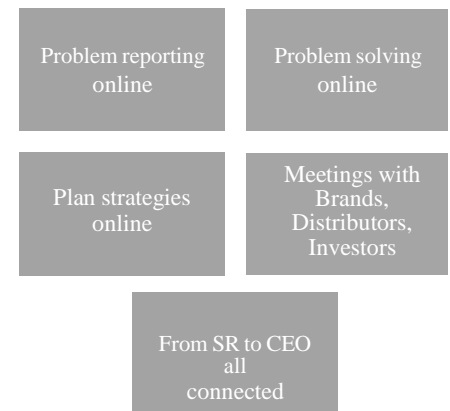 Problem reporting
online
Problem solving
online
Plan strategies
online
Meetings with
Brands,
Distributors,
Investors
From SR to CEO
all
connected